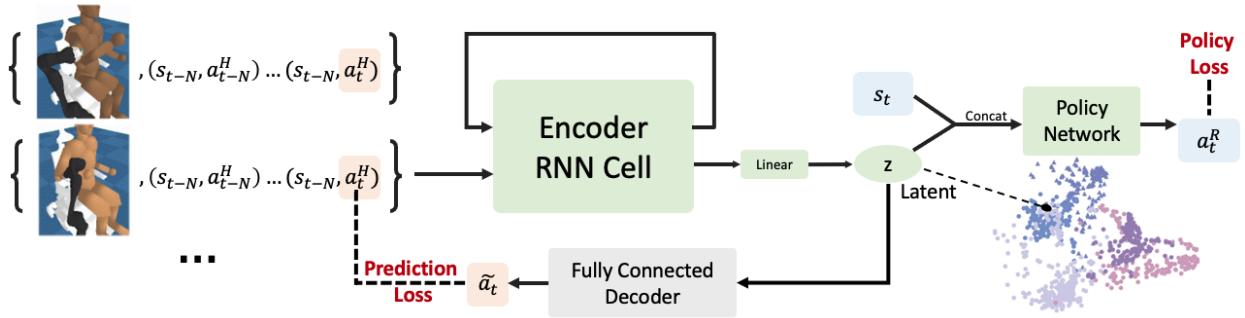 { , (s_{t−N}, a^H_{t−N}) … (s_{t−N}, a^H_t) }
{ , (s_{t−N}, a^H_{t−N}) … (s_{t−N}, a^H_t) }
...
Encoder
RNN Cell
Linear
z
Latent
s_t
Concat
Policy
Network
Policy
Loss
a^R_t
Prediction
Loss
ã_t
Fully Connected
Decoder